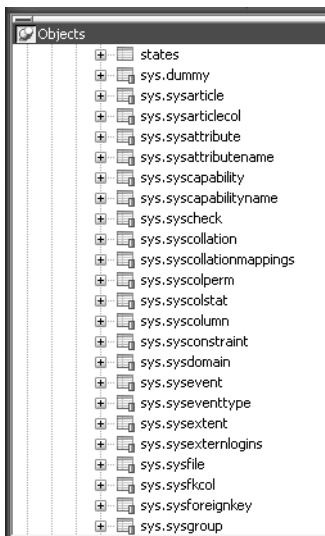 Objects
states
sys.dummy
sys.sysarticle
sys.sysarticlecol
sys.sysattribute
sys.sysattributename
sys.syscapability
sys.syscapabilityname
sys.syscheck
sys.syscollation
sys.syscollationmappings
sys.syscolperm
sys.syscolstat
sys.syscolumn
sys.sysconstraint
sys.sysdomain
sys.sysevent
sys.syseventtype
sys.sysextent
sys.sysexternlogins
sys.sysfile
sys.sysfkcol
sys.sysforeignkey
sys.sysgroup